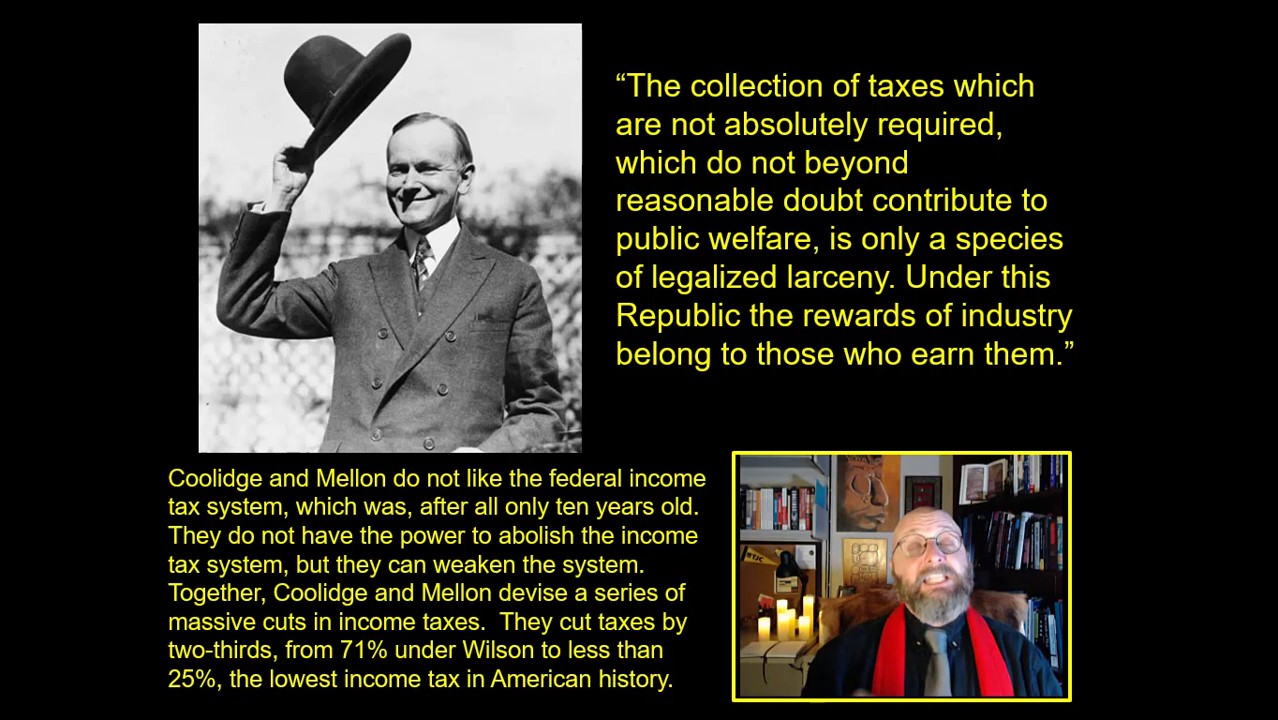 “The collection of taxes which
are not absolutely required,
which do not beyond
reasonable doubt contribute to
public welfare, is only a species
of legalized larceny. Under this
Republic the rewards of industry
belong to those who earn them.”
Coolidge and Mellon do not like the federal income
tax system, which was, after all only ten years old.
They do not have the power to abolish the income
tax system, but they can weaken the system.
Together, Coolidge and Mellon devise a series of
massive cuts in income taxes.  They cut taxes by
two-thirds, from 71% under Wilson to less than
25%, the lowest income tax in American history.